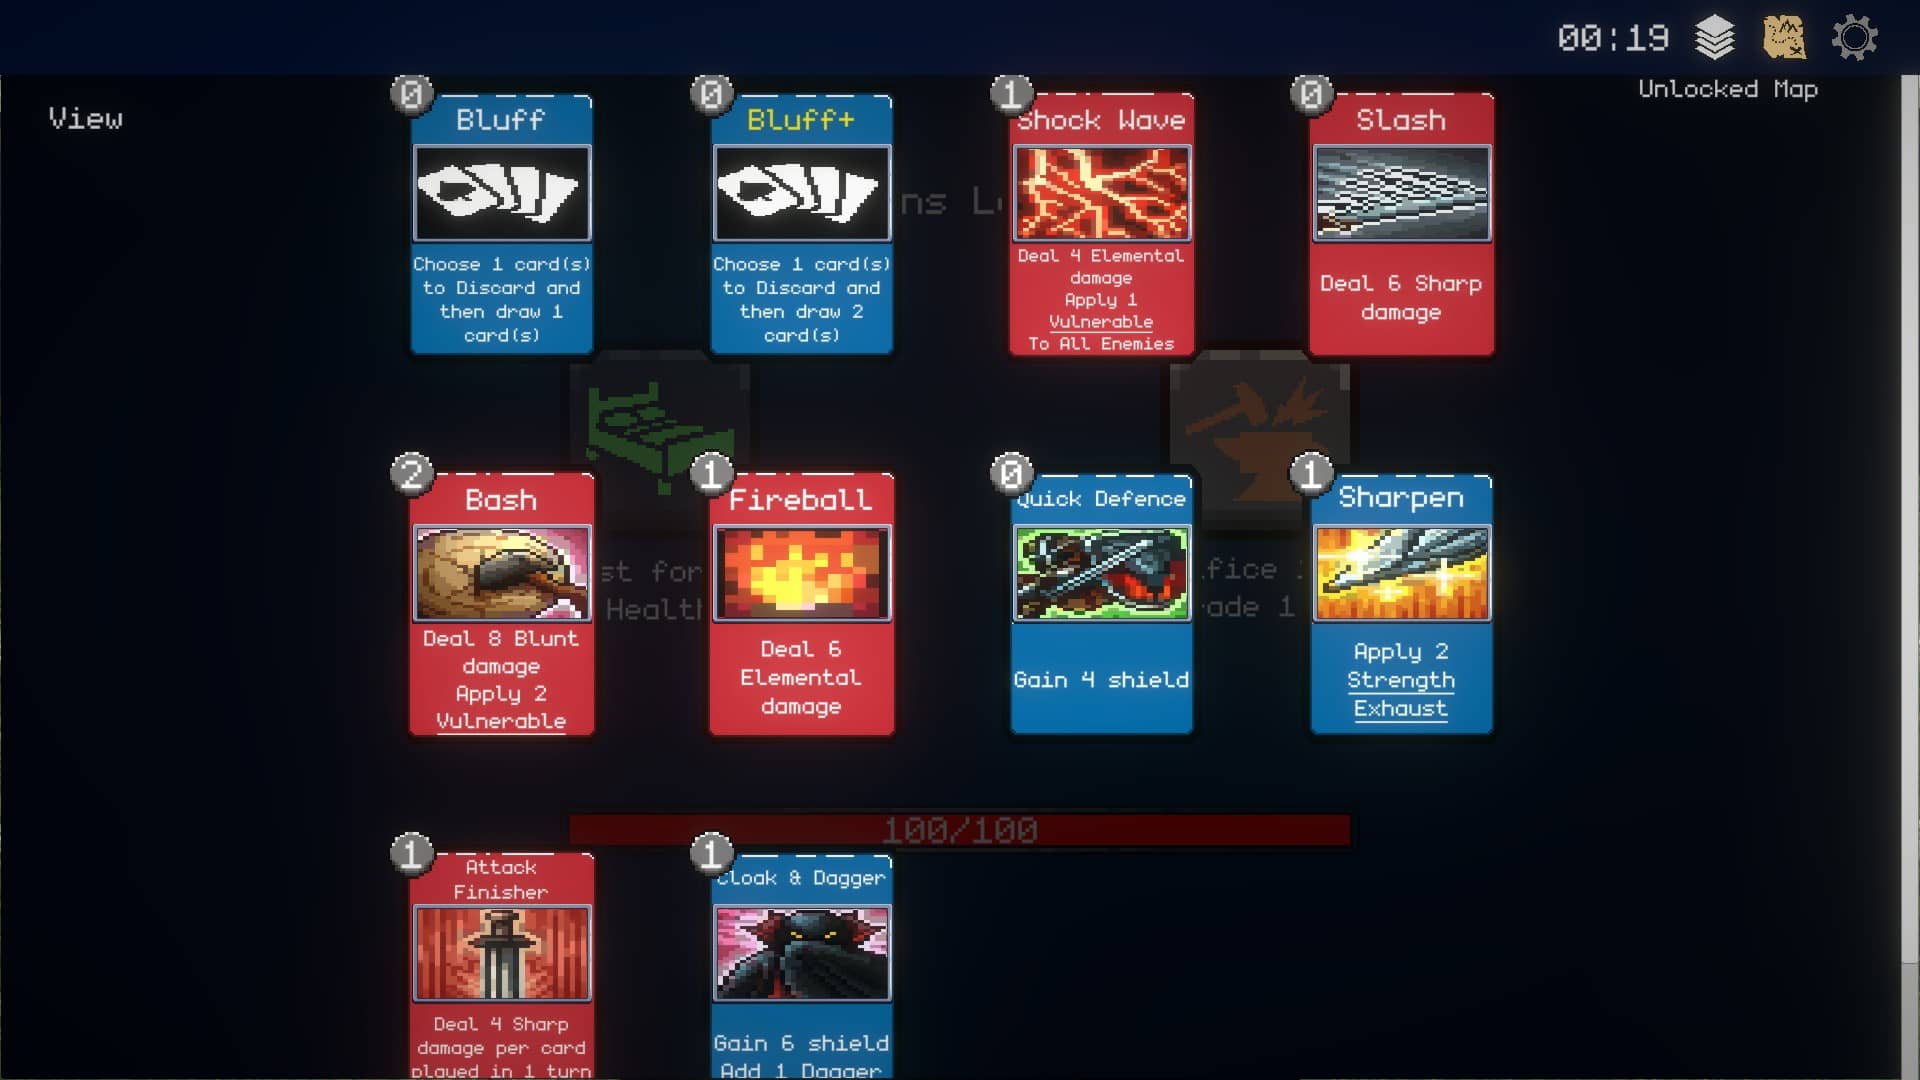 00:19
Unlocked Map
View
0
Bluff
Choose 1 card(s)
to Discard and
then draw 1
card(s)
0
Bluff+
Choose 1 card(s)
to Discard and
then draw 2
card(s)
1
Shock Wave
Deal 4 Elemental
damage
Apply 1
Vulnerable
To All Enemies
0
Slash
Deal 6 Sharp
damage
2
Bash
Deal 8 Blunt
damage
Apply 2
Vulnerable
1
Fireball
Deal 6
Elemental
damage
0
Quick Defence
Gain 4 shield
1
Sharpen
Apply 2
Strength
Exhaust
for
Health
1
100/100
1
Attack
Finisher
Deal 4 Sharp
damage per card
played in 1 turn
1
Cloak & Dagger
Gain 6 shield
Add 1 Dagger